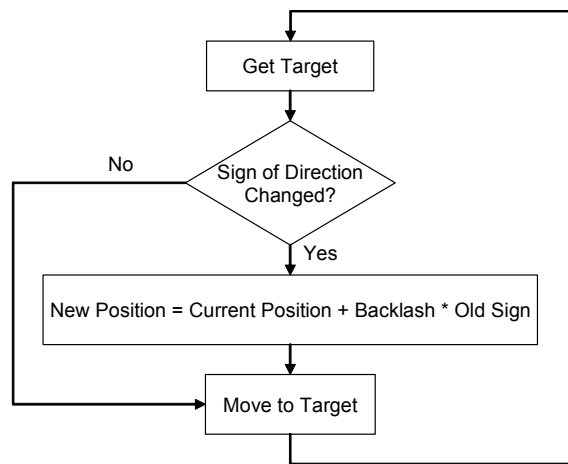 Get Target
No
Sign of Direction
Changed?
Yes
New Position = Current Position + Backlash * Old Sign
Move to Target